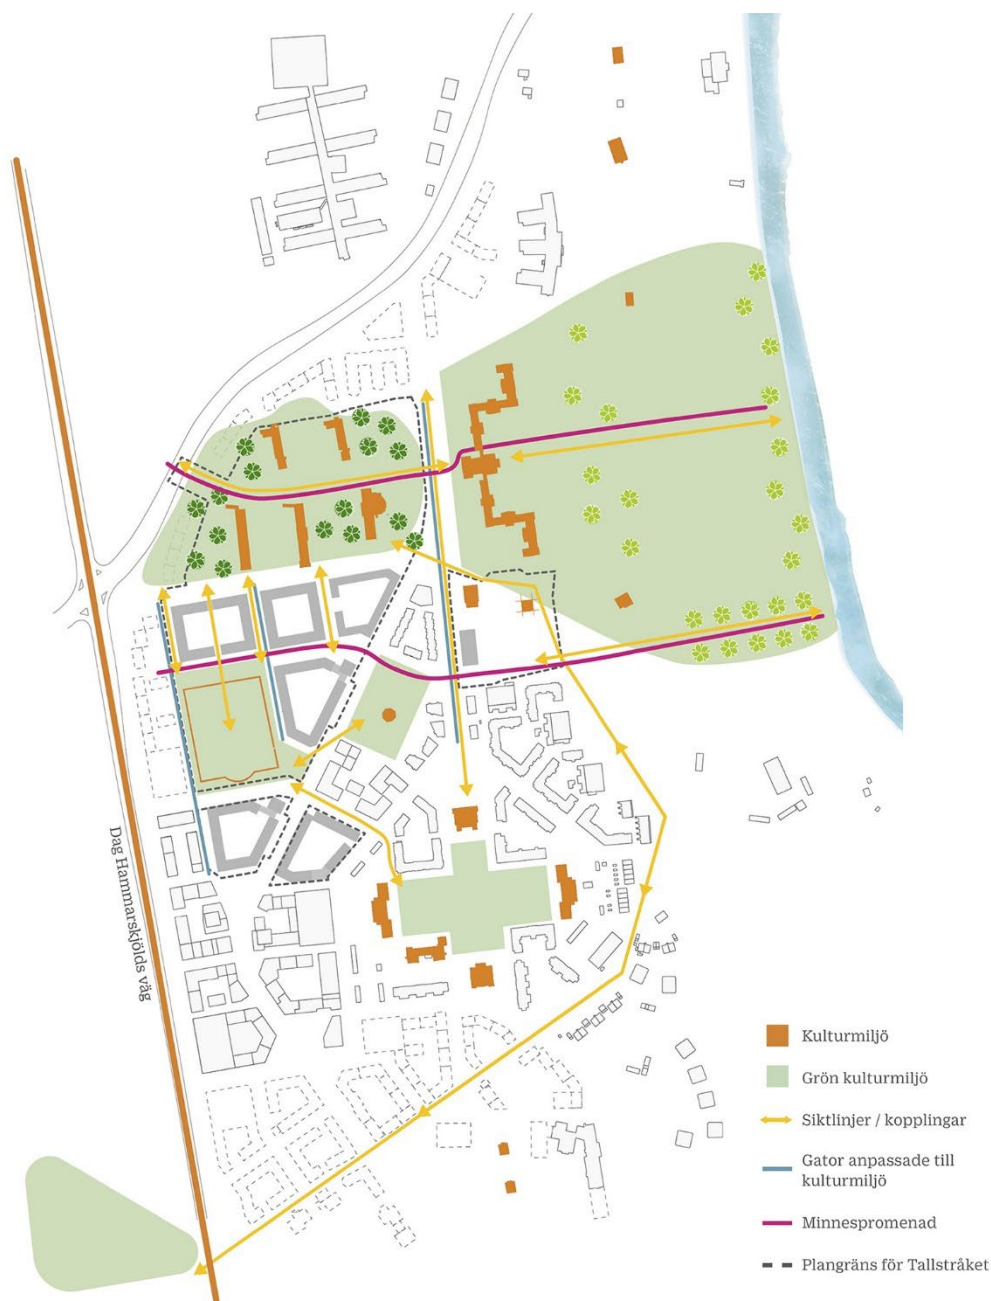 Dag Hammarskjölds väg
Kulturmiljö
Grön kulturmiljö
Siktlinjer / kopplingar
Gator anpassade till
kulturmiljö
Minnespromenad
Plangräns för Tallstråket